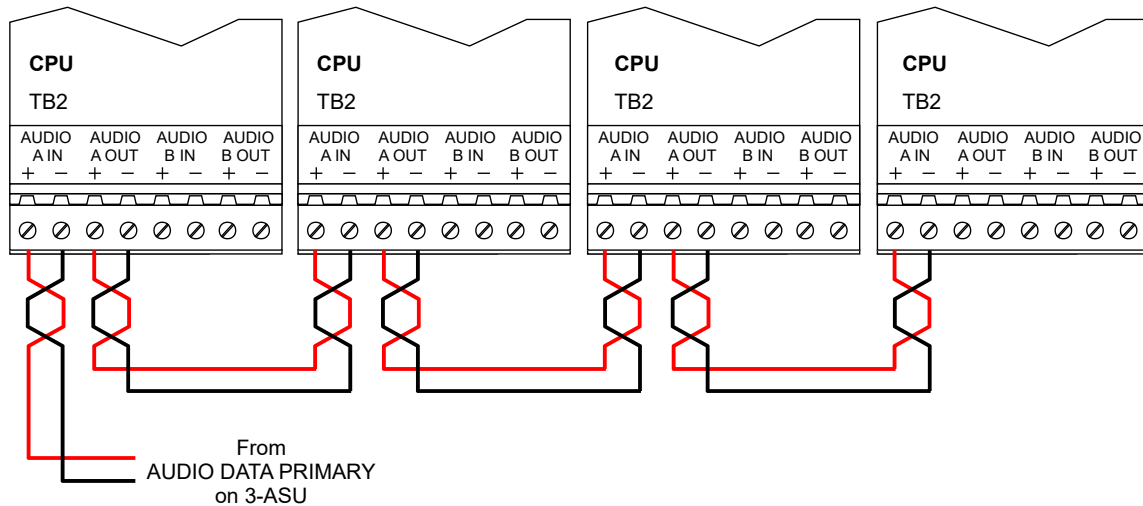 CPU
TB2
AUDIO A IN
AUDIO A OUT
AUDIO B IN
AUDIO B OUT
+ − + − + − + −
CPU
TB2
AUDIO A IN
AUDIO A OUT
AUDIO B IN
AUDIO B OUT
+ − + − + − + −
CPU
TB2
AUDIO A IN
AUDIO A OUT
AUDIO B IN
AUDIO B OUT
+ − + − + − + −
CPU
TB2
AUDIO A IN
AUDIO A OUT
AUDIO B IN
AUDIO B OUT
+ − + − + − + −
From
AUDIO DATA PRIMARY
on 3-ASU